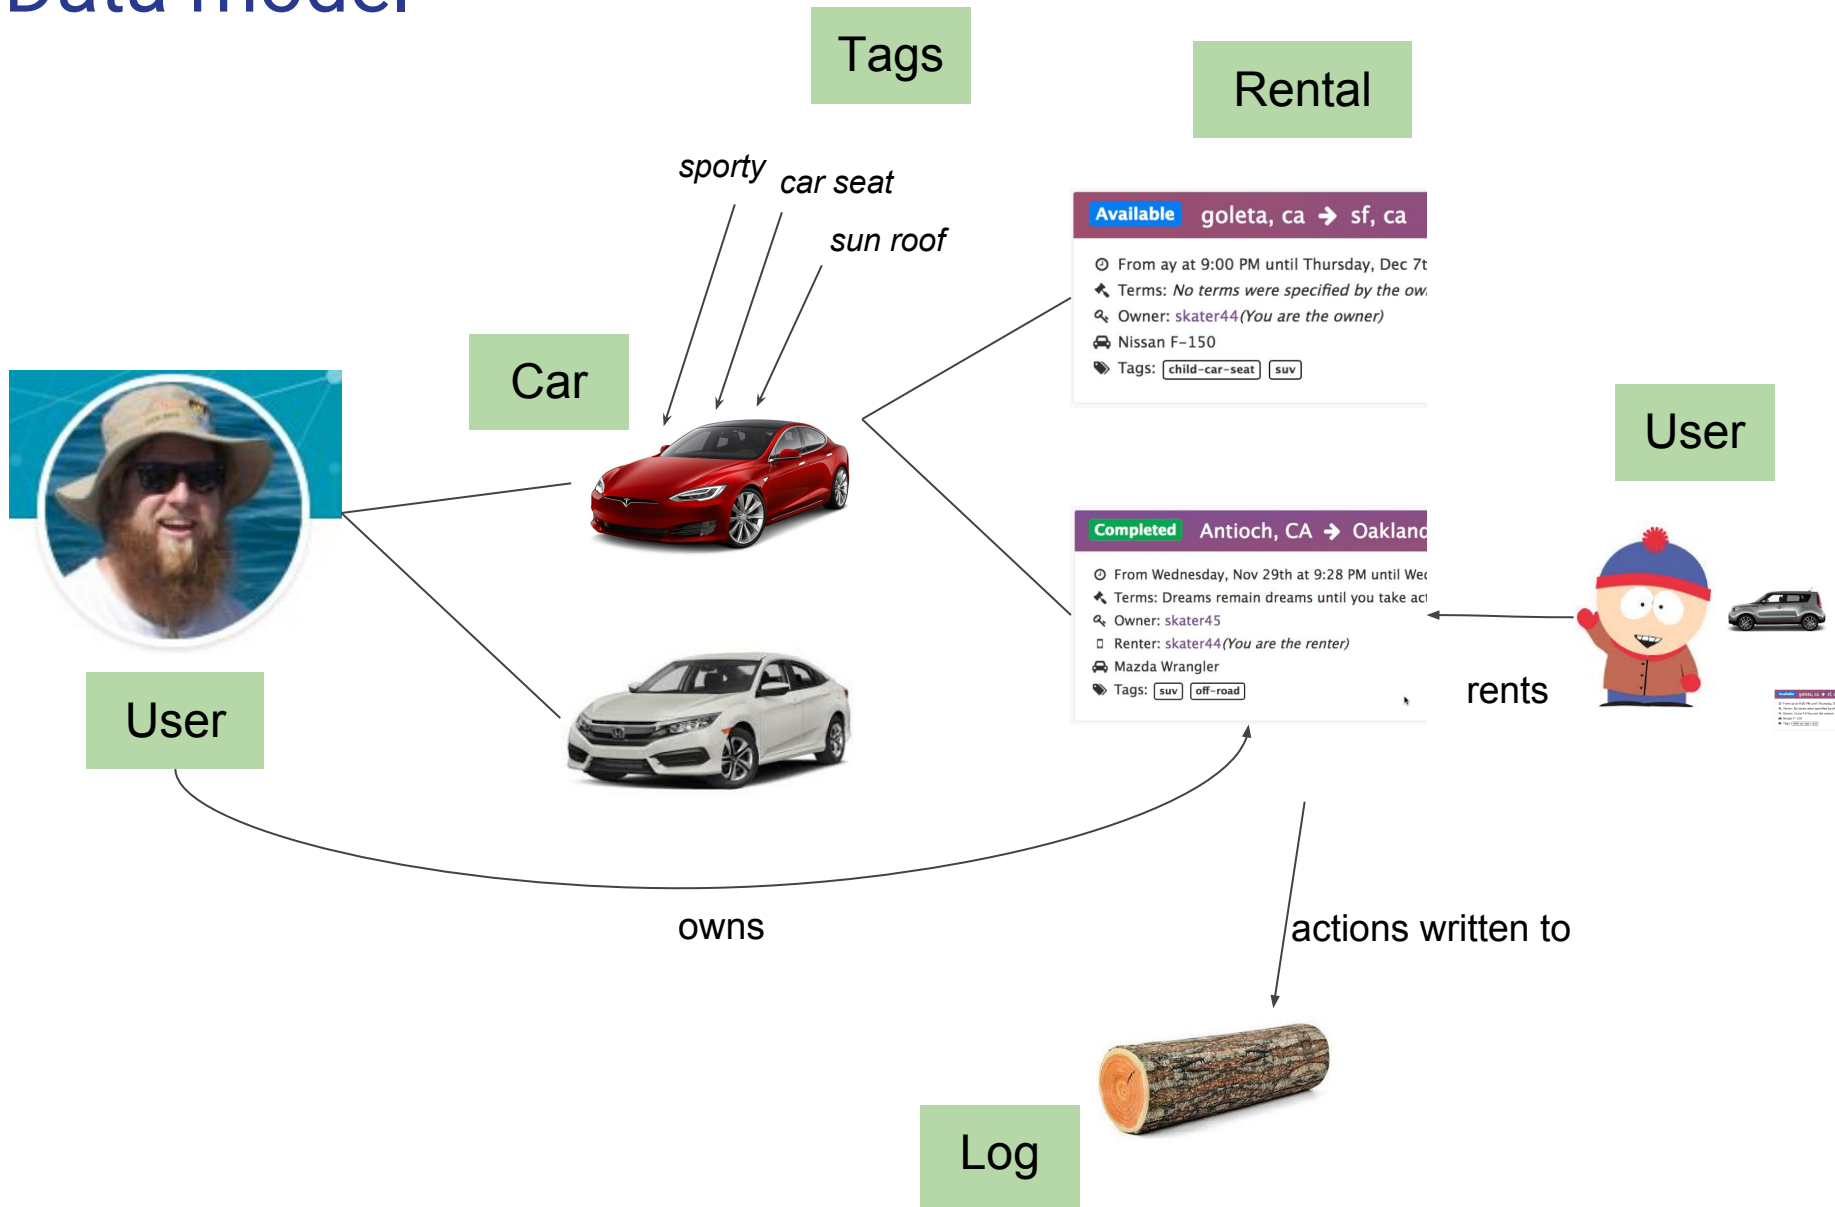 Data model
Tags
Rental
sporty
car seat
sun roof
Available goleta, ca → sf, ca
From ay at 9:00 PM until Thursday, Dec 7t
Terms: No terms were specified by the ow
Owner: skater44(You are the owner)
Nissan F-150
Tags: child-car-seat suv
Car
User
Completed Antioch, CA → Oakland
From Wednesday, Nov 29th at 9:28 PM until Wed
Terms: Dreams remain dreams until you take act
Owner: skater45
Renter: skater44(You are the renter)
Mazda Wrangler
Tags: suv off-road
rents
User
owns
actions written to
Log